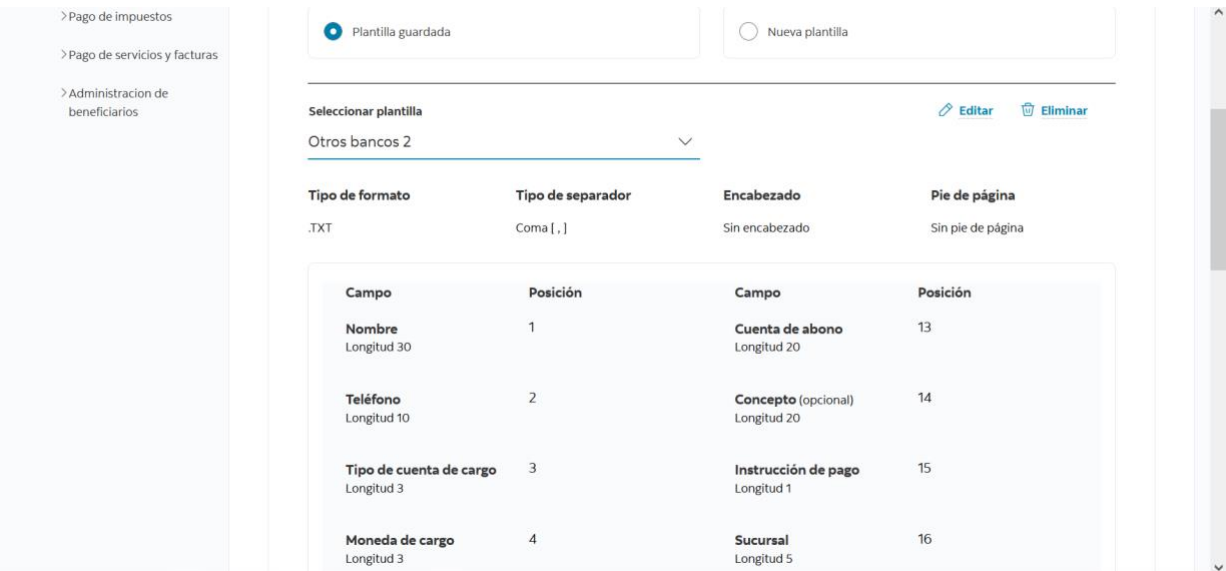 >Pago de impuestos
>Pago de servicios y facturas
>Administracion de
beneficiarios
Plantilla guardada
Nueva plantilla
Seleccionar plantilla
Editar
Eliminar
Otros bancos 2
Tipo de formato
Tipo de separador
Encabezado
Pie de página
.TXT
Coma [ , ]
Sin encabezado
Sin pie de página
Campo
Posición
Campo
Posición
Nombre
1
Cuenta de abono
13
Longitud 30
Longitud 20
Teléfono
2
Concepto (opcional)
14
Longitud 10
Longitud 20
Tipo de cuenta de cargo
3
Instrucción de pago
15
Longitud 3
Longitud 1
Moneda de cargo
4
Sucursal
16
Longitud 3
Longitud 5